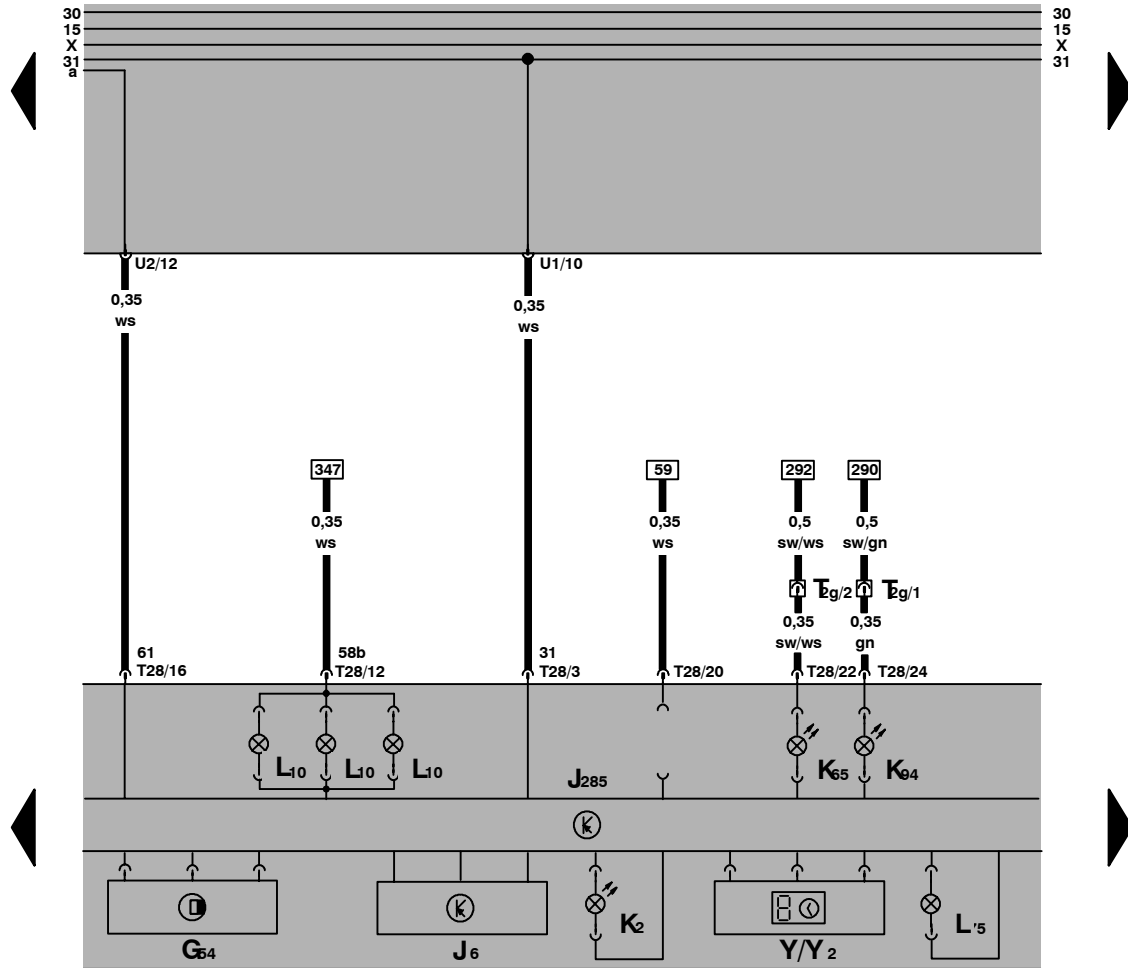 30 30
15 15
X X
31 31
a
U2/12 U1/10
0,35 0,35
ws ws
347 59 292 290
0,35 0,35 0,5 0,5
ws ws sw/ws sw/gn
T2g/2 T2g/1
0,35 0,35
sw/ws gn
61 58b 31
T28/16 T28/12 T28/3 T28/20 T28/22 T28/24
L10 L10 L10 J285 K65 K94
G54 J6 K2 Y/Y2 L75